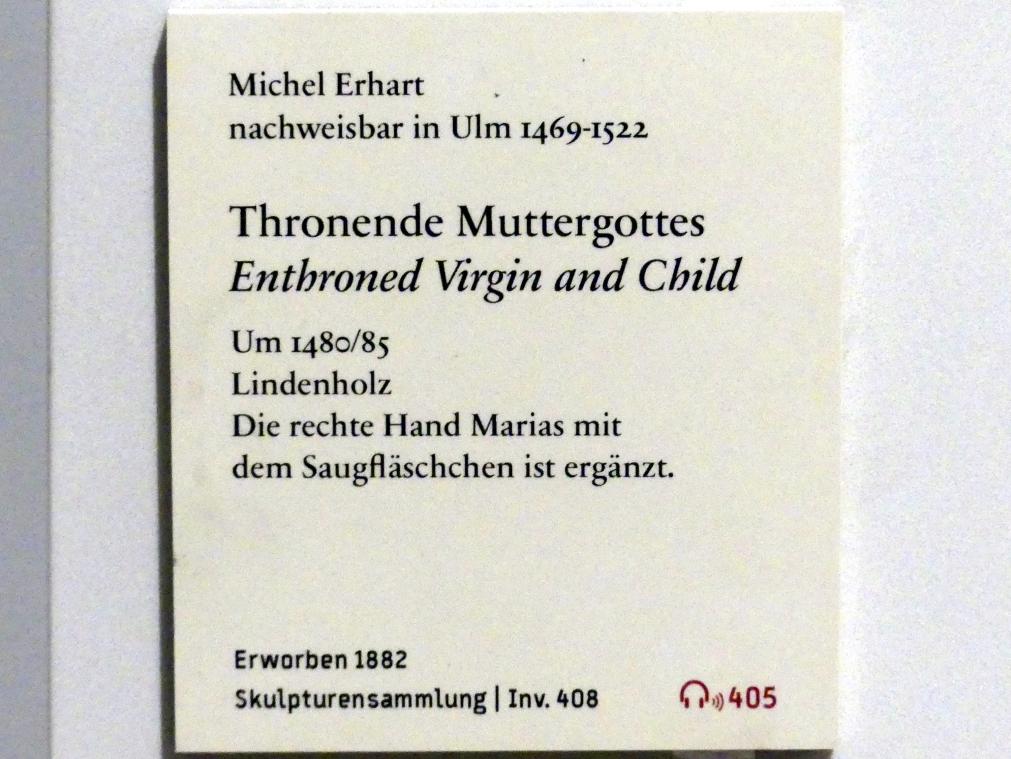 Michel Erhart
nachweisbar in Ulm 1469-1522
Thronende Muttergottes
Enthroned Virgin and Child
Um 1480/85
Lindenholz
Die rechte Hand Marias mit
dem Saugfläschchen ist ergänzt.
Erworben 1882
Skulpturensammlung | Inv. 408
405